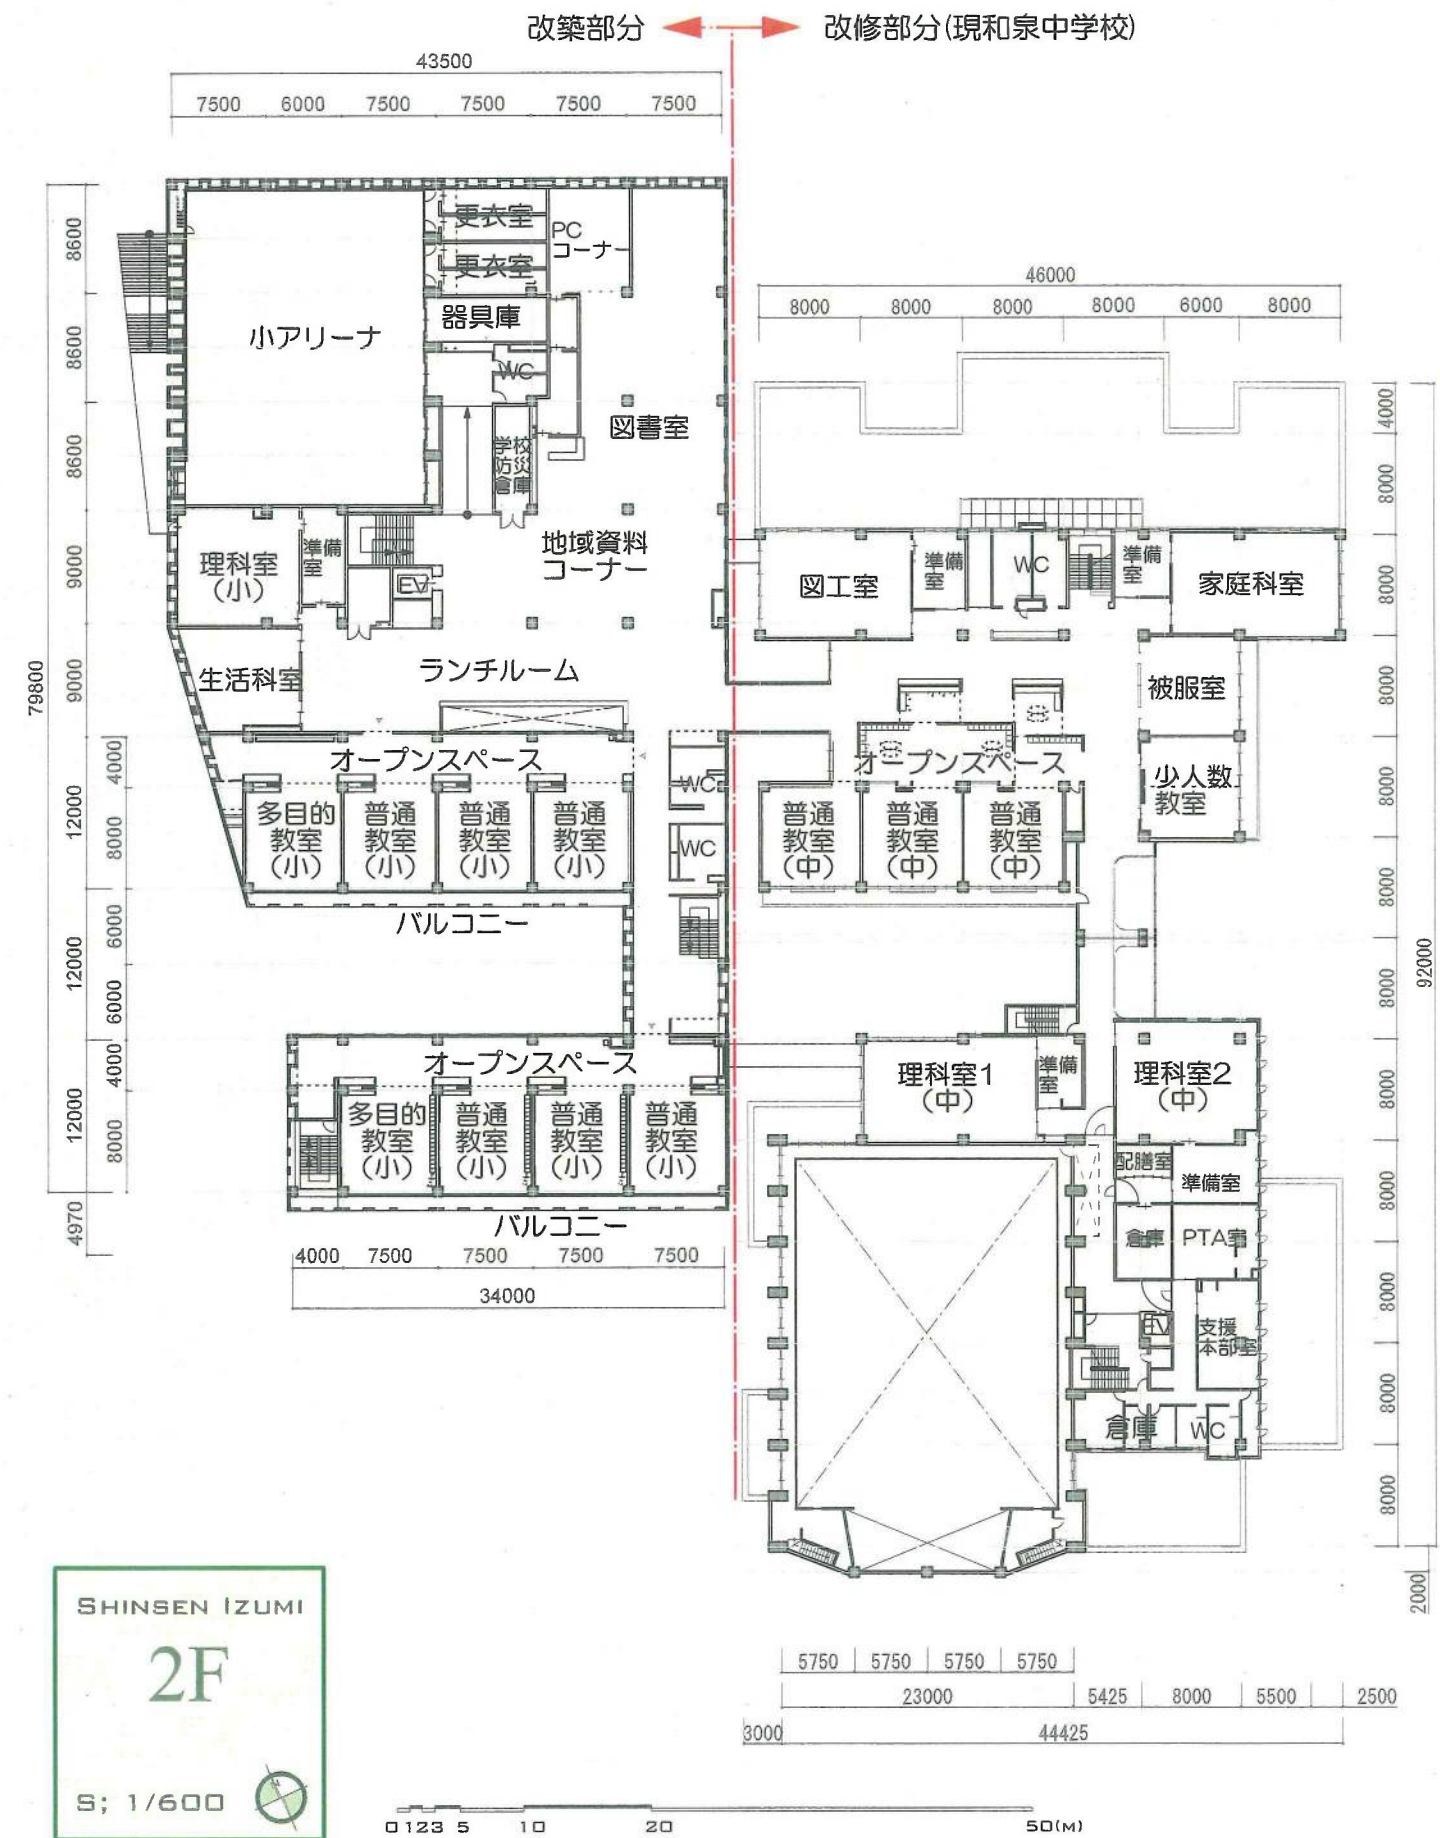 改築部分
改修部分(現和泉中学校)
43500
7500 6000 7500 7500 7500 7500
79800
8600
8600
8600
9000
9000
12000
4000
8000
12000
6000
6000
12000
4000
8000
4970
小アリーナ
更衣室
更衣室
PC
コーナー
器具庫
WC
図書室
学校
防災
倉庫
理科室
(小)
準備
室
EV
地域資料
コーナー
生活科室
ランチルーム
オープンスペース
WC
WC
多目的
教室
(小)
普通
教室
(小)
普通
教室
(小)
普通
教室
(小)
バルコニー
オープンスペース
多目的
教室
(小)
普通
教室
(小)
普通
教室
(小)
普通
教室
(小)
バルコニー
4000 7500 7500 7500 7500
34000
46000
8000 8000 8000 8000 6000 8000
図工室
準備
室
WC
準備
室
家庭科室
被服室
少人数
教室
オープンスペース
普通
教室
(中)
普通
教室
(中)
普通
教室
(中)
理科室1
(中)
準備
室
理科室2
(中)
配膳室
準備室
倉庫
PTA室
EV
支援
本部室
倉庫
WC
4000
8000
8000
8000
8000
8000
8000
8000
8000
8000
8000
8000
92000
2000
5750 5750 5750 5750
23000 5425 8000 5500 2500
3000 44425
SHINSEN IZUMI
2F
N
S; 1/600
0 1 2 3 5 10 20 50(M)